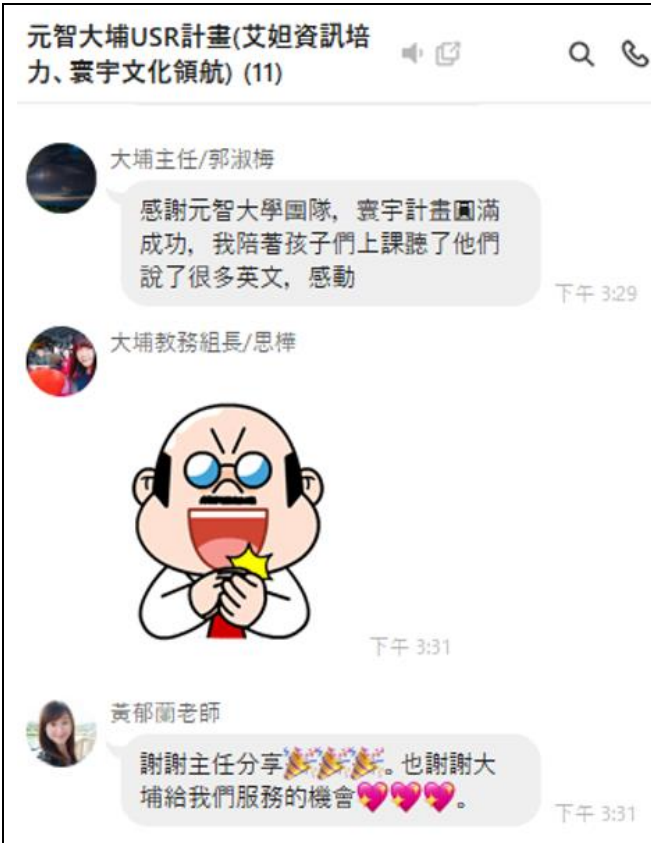 元智大埔USR計畫(艾妲資訊培
力、寰宇文化領航) (11)
大埔主任/郭淑梅
感謝元智大學團隊，寰宇計畫圓滿
成功，我陪著孩子們上課聽了他們
說了很多英文，感動
下午 3:29
大埔教務組長/思樺
下午 3:31
黃郁蘭老師
謝謝主任分享🎉🎉🎉。也謝謝大
埔給我們服務的機會💖💖💖。
下午 3:31